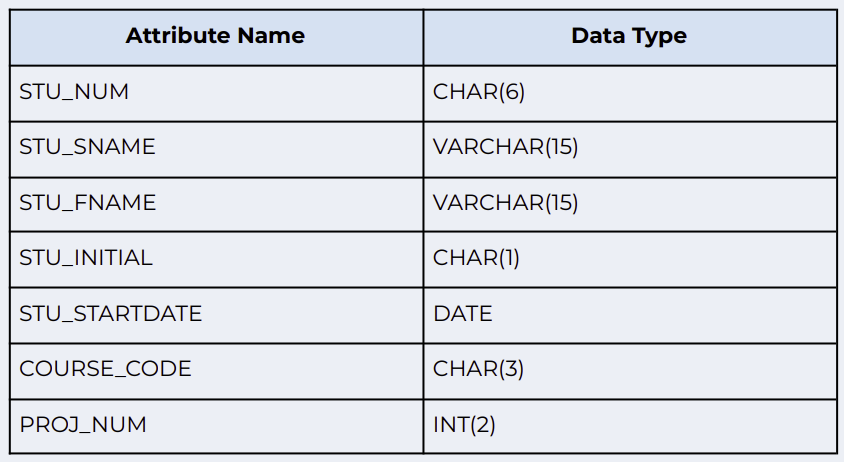 Attribute Name Data Type
STU_NUM CHAR(6)
STU_SNAME VARCHAR(15)
STU_FNAME VARCHAR(15)
STU_INITIAL CHAR(1)
STU_STARTDATE DATE
COURSE_CODE CHAR(3)
PROJ_NUM INT(2)